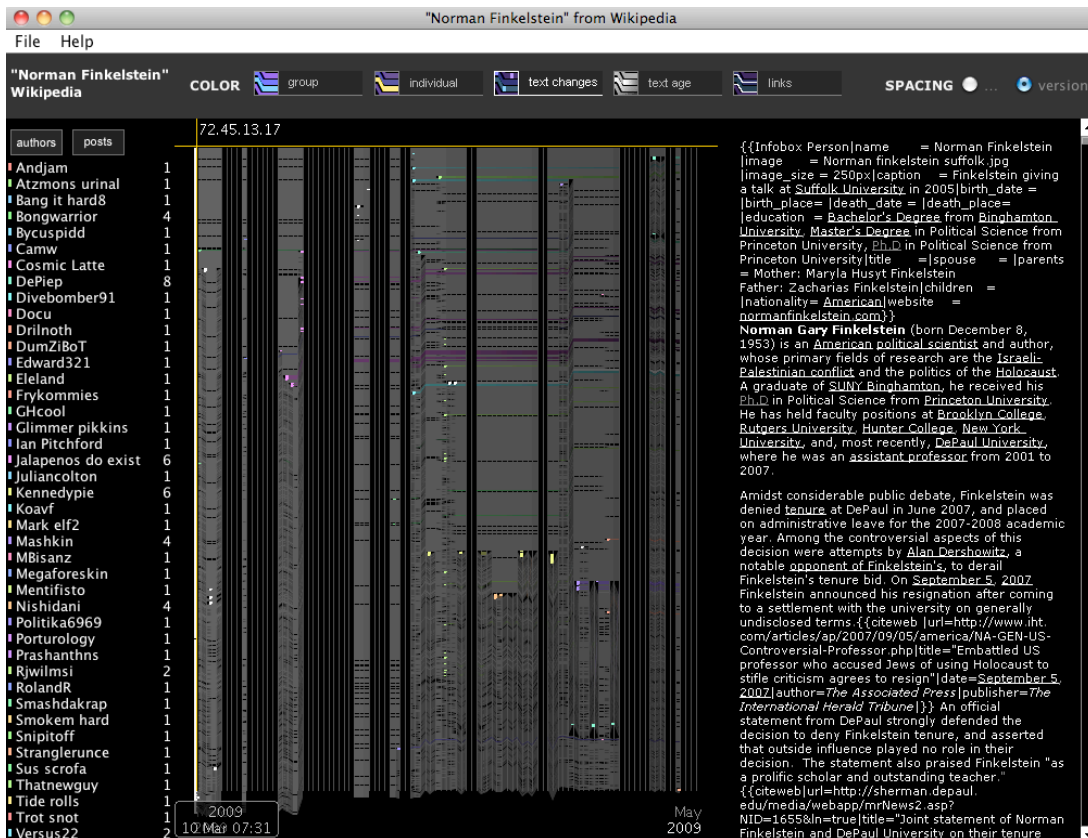 "Norman Finkelstein" from Wikipedia
File Help
"Norman Finkelstein"
Wikipedia
COLOR group individual text changes text age links SPACING ... version
authors posts
72.45.13.17
Andjam 1
Atzmons urinal 1
Bang it hard8 1
Bongwarrior 4
Bycuspidd 1
Camw 1
Cosmic Latte 1
DePiep 8
Divebomber91 1
Docu 1
Drilnoth 1
DumZiBoT 1
Edward321 1
Eleland 1
Frykommies 1
GHcool 1
Glimmer pikkins 1
Ian Pitchford 1
Jalapenos do exist 6
Juliancolton 1
Kennedypie 6
Koavf 1
Mark elf2 1
Mashkin 4
MBisanz 1
Megaforeskin 1
Mentifisto 1
Nishidani 4
Politika6969 1
Porturology 1
Prashanthns 1
Rjwilmsi 2
RolandR 1
Smashdakrap 1
Smokem hard 1
Snipitoff 1
Stranglerunce 1
Sus scrofa 1
Thatnewguy 1
Tide rolls 1
Trot snot 1
Versus22 2
2009
10 Mar 07:31
May
2009
{{Infobox Person|name = Norman Finkelstein
|image = Norman finkelstein suffolk.jpg
|image_size = 250px|caption = Finkelstein giving
a talk at Suffolk University in 2005|birth_date =
|birth_place= |death_date = |death_place=
|education = Bachelor's Degree from Binghamton
University, Master's Degree in Political Science from
Princeton University, Ph.D in Political Science from
Princeton University|title =|spouse = |parents
= Mother: Maryla Husyt Finkelstein
Father: Zacharias Finkelstein|children =
|nationality= American|website =
normanfinkelstein.com}}
Norman Gary Finkelstein (born December 8,
1953) is an American political scientist and author,
whose primary fields of research are the Israeli-
Palestinian conflict and the politics of the Holocaust.
A graduate of SUNY Binghamton, he received his
Ph.D in Political Science from Princeton University.
He has held faculty positions at Brooklyn College,
Rutgers University, Hunter College, New York
University, and, most recently, DePaul University,
where he was an assistant professor from 2001 to
2007.
Amidst considerable public debate, Finkelstein was
denied tenure at DePaul in June 2007, and placed
on administrative leave for the 2007-2008 academic
year. Among the controversial aspects of this
decision were attempts by Alan Dershowitz, a
notable opponent of Finkelstein's, to derail
Finkelstein's tenure bid. On September 5, 2007
Finkelstein announced his resignation after coming
to a settlement with the university on generally
undisclosed terms.{{citeweb |url=http://www.iht.
com/articles/ap/2007/09/05/america/NA-GEN-US-
Controversial-Professor.php|title="Embattled US
professor who accused Jews of using Holocaust to
stifle criticism agrees to resign"|date=September 5,
2007|author=The Associated Press|publisher=The
International Herald Tribune|}} An official
statement from DePaul strongly defended the
decision to deny Finkelstein tenure, and asserted
that outside influence played no role in their
decision. The statement also praised Finkelstein "as
a prolific scholar and outstanding teacher."
{{citeweb|url=http://sherman.depaul.
edu/media/webapp/mrNews2.asp?
NID=1655&ln=true|title="Joint statement of Norman
Finkelstein and DePaul University on their tenure